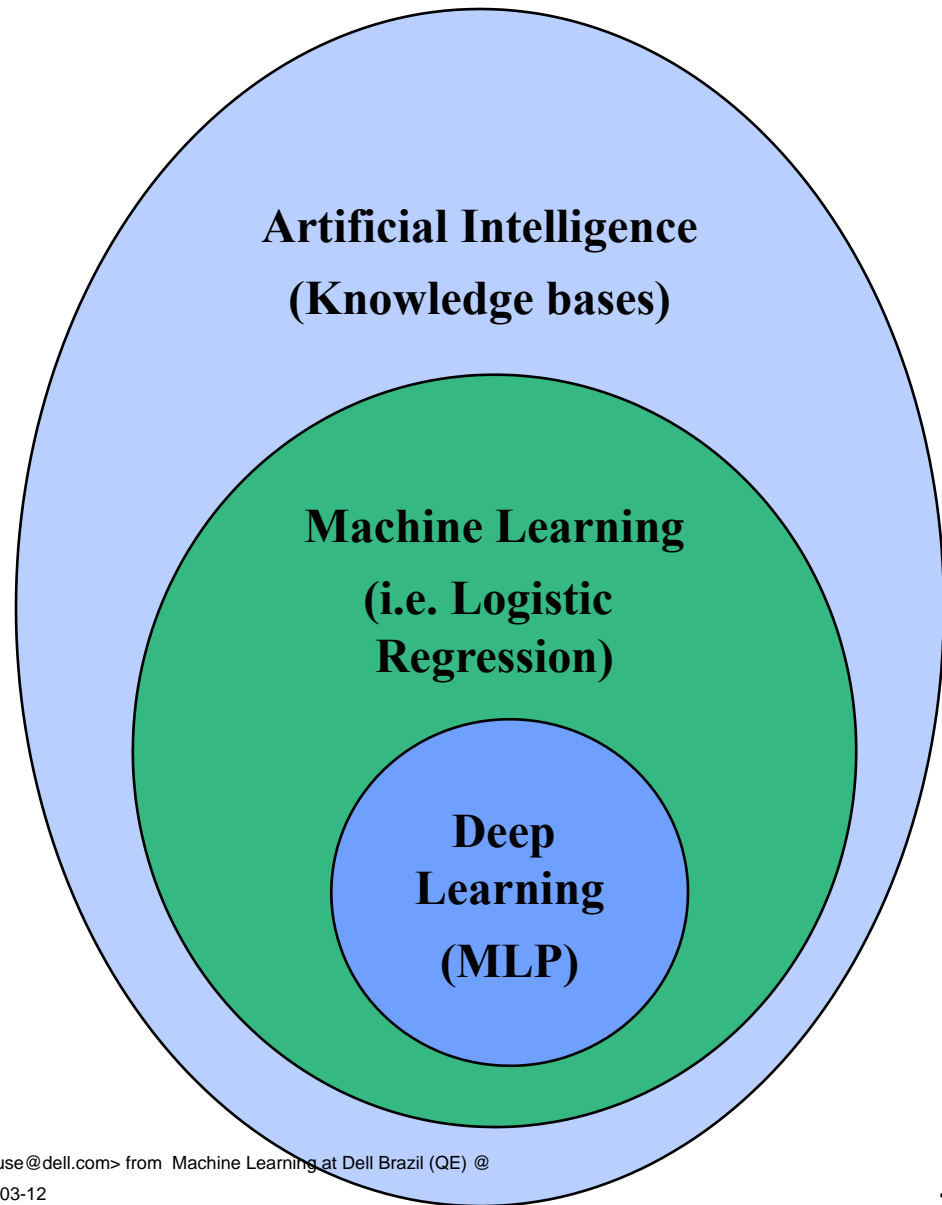 Artificial Intelligence
(Knowledge bases)
Machine Learning
(i.e. Logistic
Regression)
Deep
Learning
(MLP)
use@dell.com> from  Machine Learning at Dell Brazil (QE) @
03-12